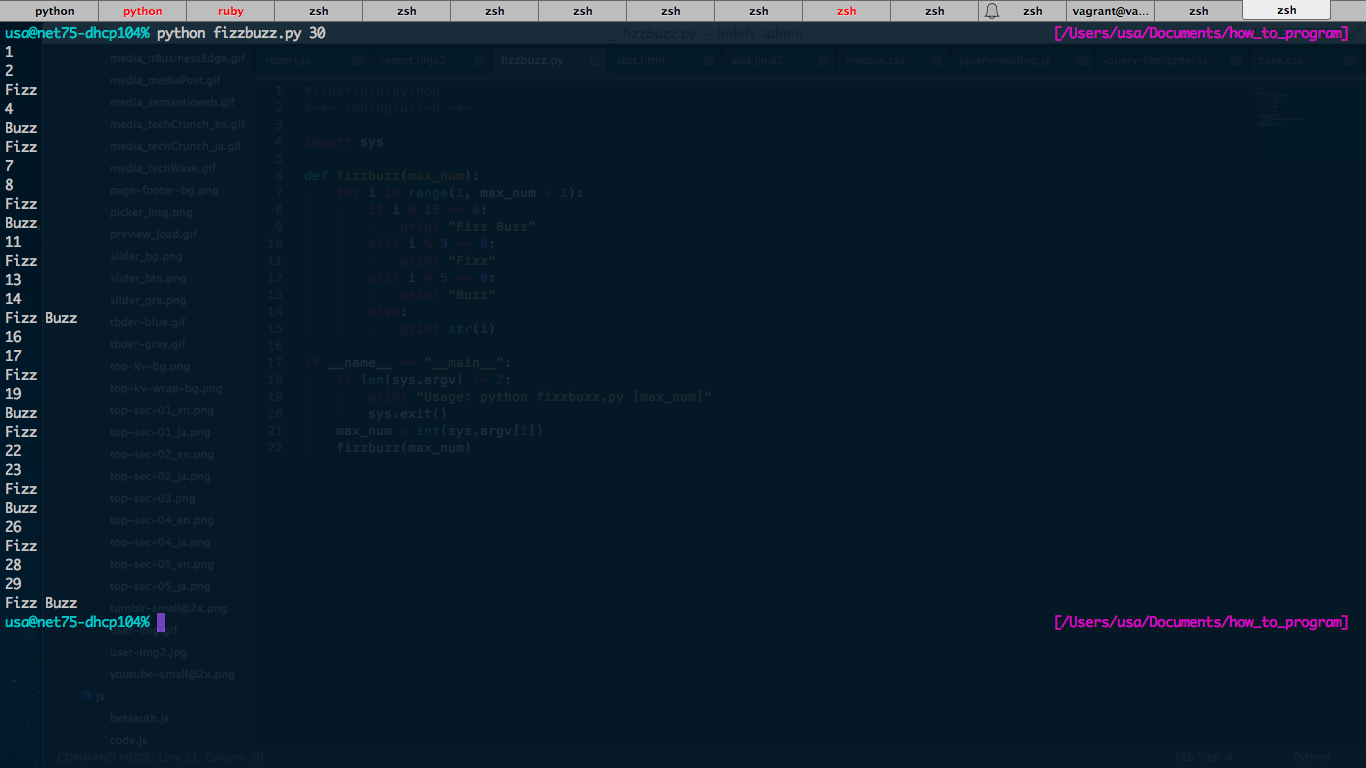 python python ruby zsh zsh zsh zsh zsh zsh zsh zsh zsh vagrant@va... zsh zsh
usa@net75-dhcp104% python fizzbuzz.py 30 [/Users/usa/Documents/how_to_program]
1
2
Fizz
4
Buzz
Fizz
7
8
Fizz
Buzz
11
Fizz
13
14
Fizz Buzz
16
17
Fizz
19
Buzz
Fizz
22
23
Fizz
Buzz
26
Fizz
28
29
Fizz Buzz
usa@net75-dhcp104% [/Users/usa/Documents/how_to_program]
fizzbuzz.py — linkify-admin
report.js report.jinja2 fizzbuzz.py test.html add.jinja2 module.css jquery-waiting.js jquery-litelighter.js base.css
media_itBusinessEdge.gif
media_mediaPost.gif
media_semanticweb.gif
media_techCrunch_en.gif
media_techCrunch_ja.gif
media_techWave.gif
page-footer-bg.png
picker_img.png
preview_load.gif
slider_bg.png
slider_btn.png
slider_gra.png
tbder-blue.gif
tbder-gray.gif
top-kv-bg.png
top-kv-wrap-bg.png
top-sec-01_en.png
top-sec-01_ja.png
top-sec-02_en.png
top-sec-02_ja.png
top-sec-03.png
top-sec-04_en.png
top-sec-04_ja.png
top-sec-05_en.png
top-sec-05_ja.png
tumblr-small@2x.png
user-img.gif
user-img2.jpg
youtube-small@2x.png
js
betaauth.js
code.js
1 #!/usr/bin/python
2 #-*- coding:utf-8 -*-
3
4 import sys
5
6 def fizzbuzz(max_num):
7 for i in range(1, max_num + 1):
8 if i % 15 == 0:
9 print "Fizz Buzz"
10 elif i % 3 == 0:
11 print "Fizz"
12 elif i % 5 == 0:
13 print "Buzz"
14 else:
15 print str(i)
16
17 if __name__ == "__main__":
18 if len(sys.argv) != 2:
19 print "Usage: python fizzbuzz.py [max_num]"
20 sys.exit()
21 max_num = int(sys.argv[1])
22 fizzbuzz(max_num)
COMMAND MODE, Line 21, Column 30 Tab Size: 4 Python